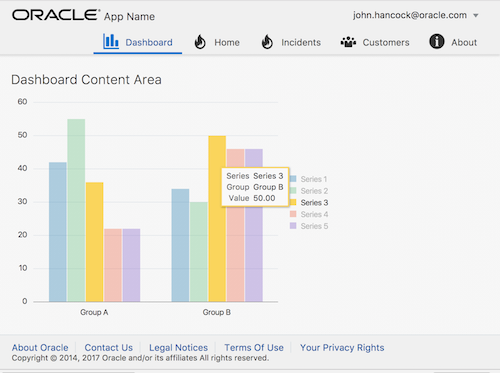 ORACLE® App Name
john.hancock@oracle.com
Dashboard Home Incidents Customers About
Dashboard Content Area
60
50
40
30
20
10
0
Group A Group B
Series Series 3
Group Group B
Value 50.00
Series 1
Series 2
Series 3
Series 4
Series 5
About Oracle Contact Us Legal Notices Terms Of Use Your Privacy Rights
Copyright © 2014, 2017 Oracle and/or its affiliates All rights reserved.